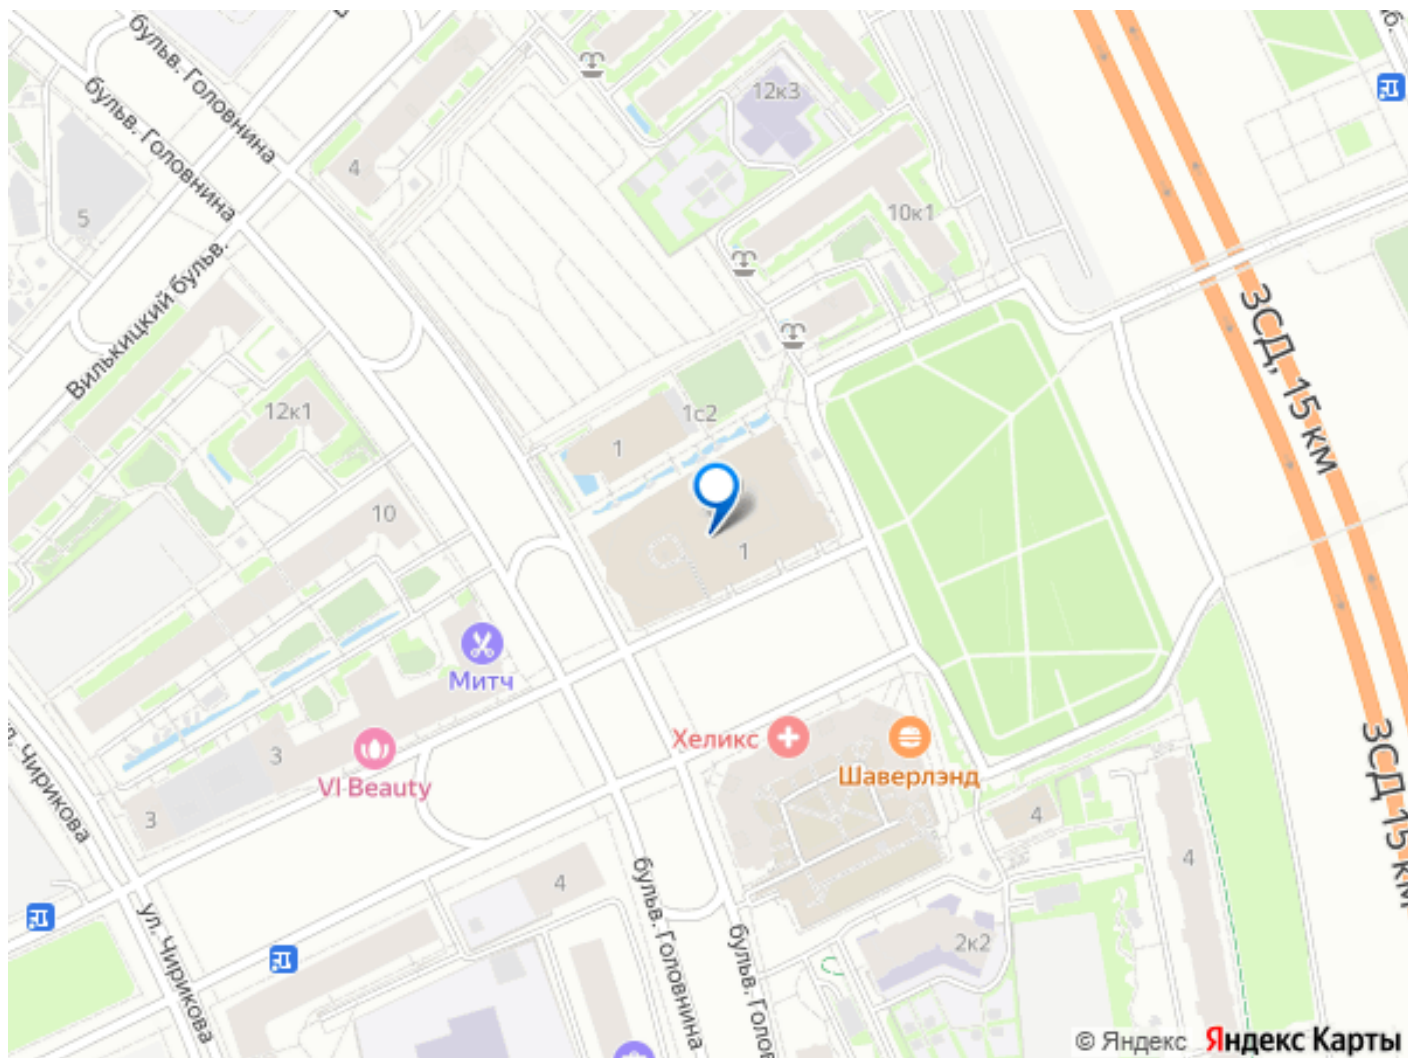 бульв. Головнина
бульв. Головнина
12к3
4
5
10к1
Вилькицкий бульв.
ЗСД, 15 км
12к1
1с2
1
10
1
Митч
Хеликс
VI Beauty
Шаверлэнд
3
3
4
4
4
Чирикова
ул. Чирикова
бульв. Головнина
бульв. Голов
2к2
ЗСД 15 км
© Яндекс Яндекс Карты